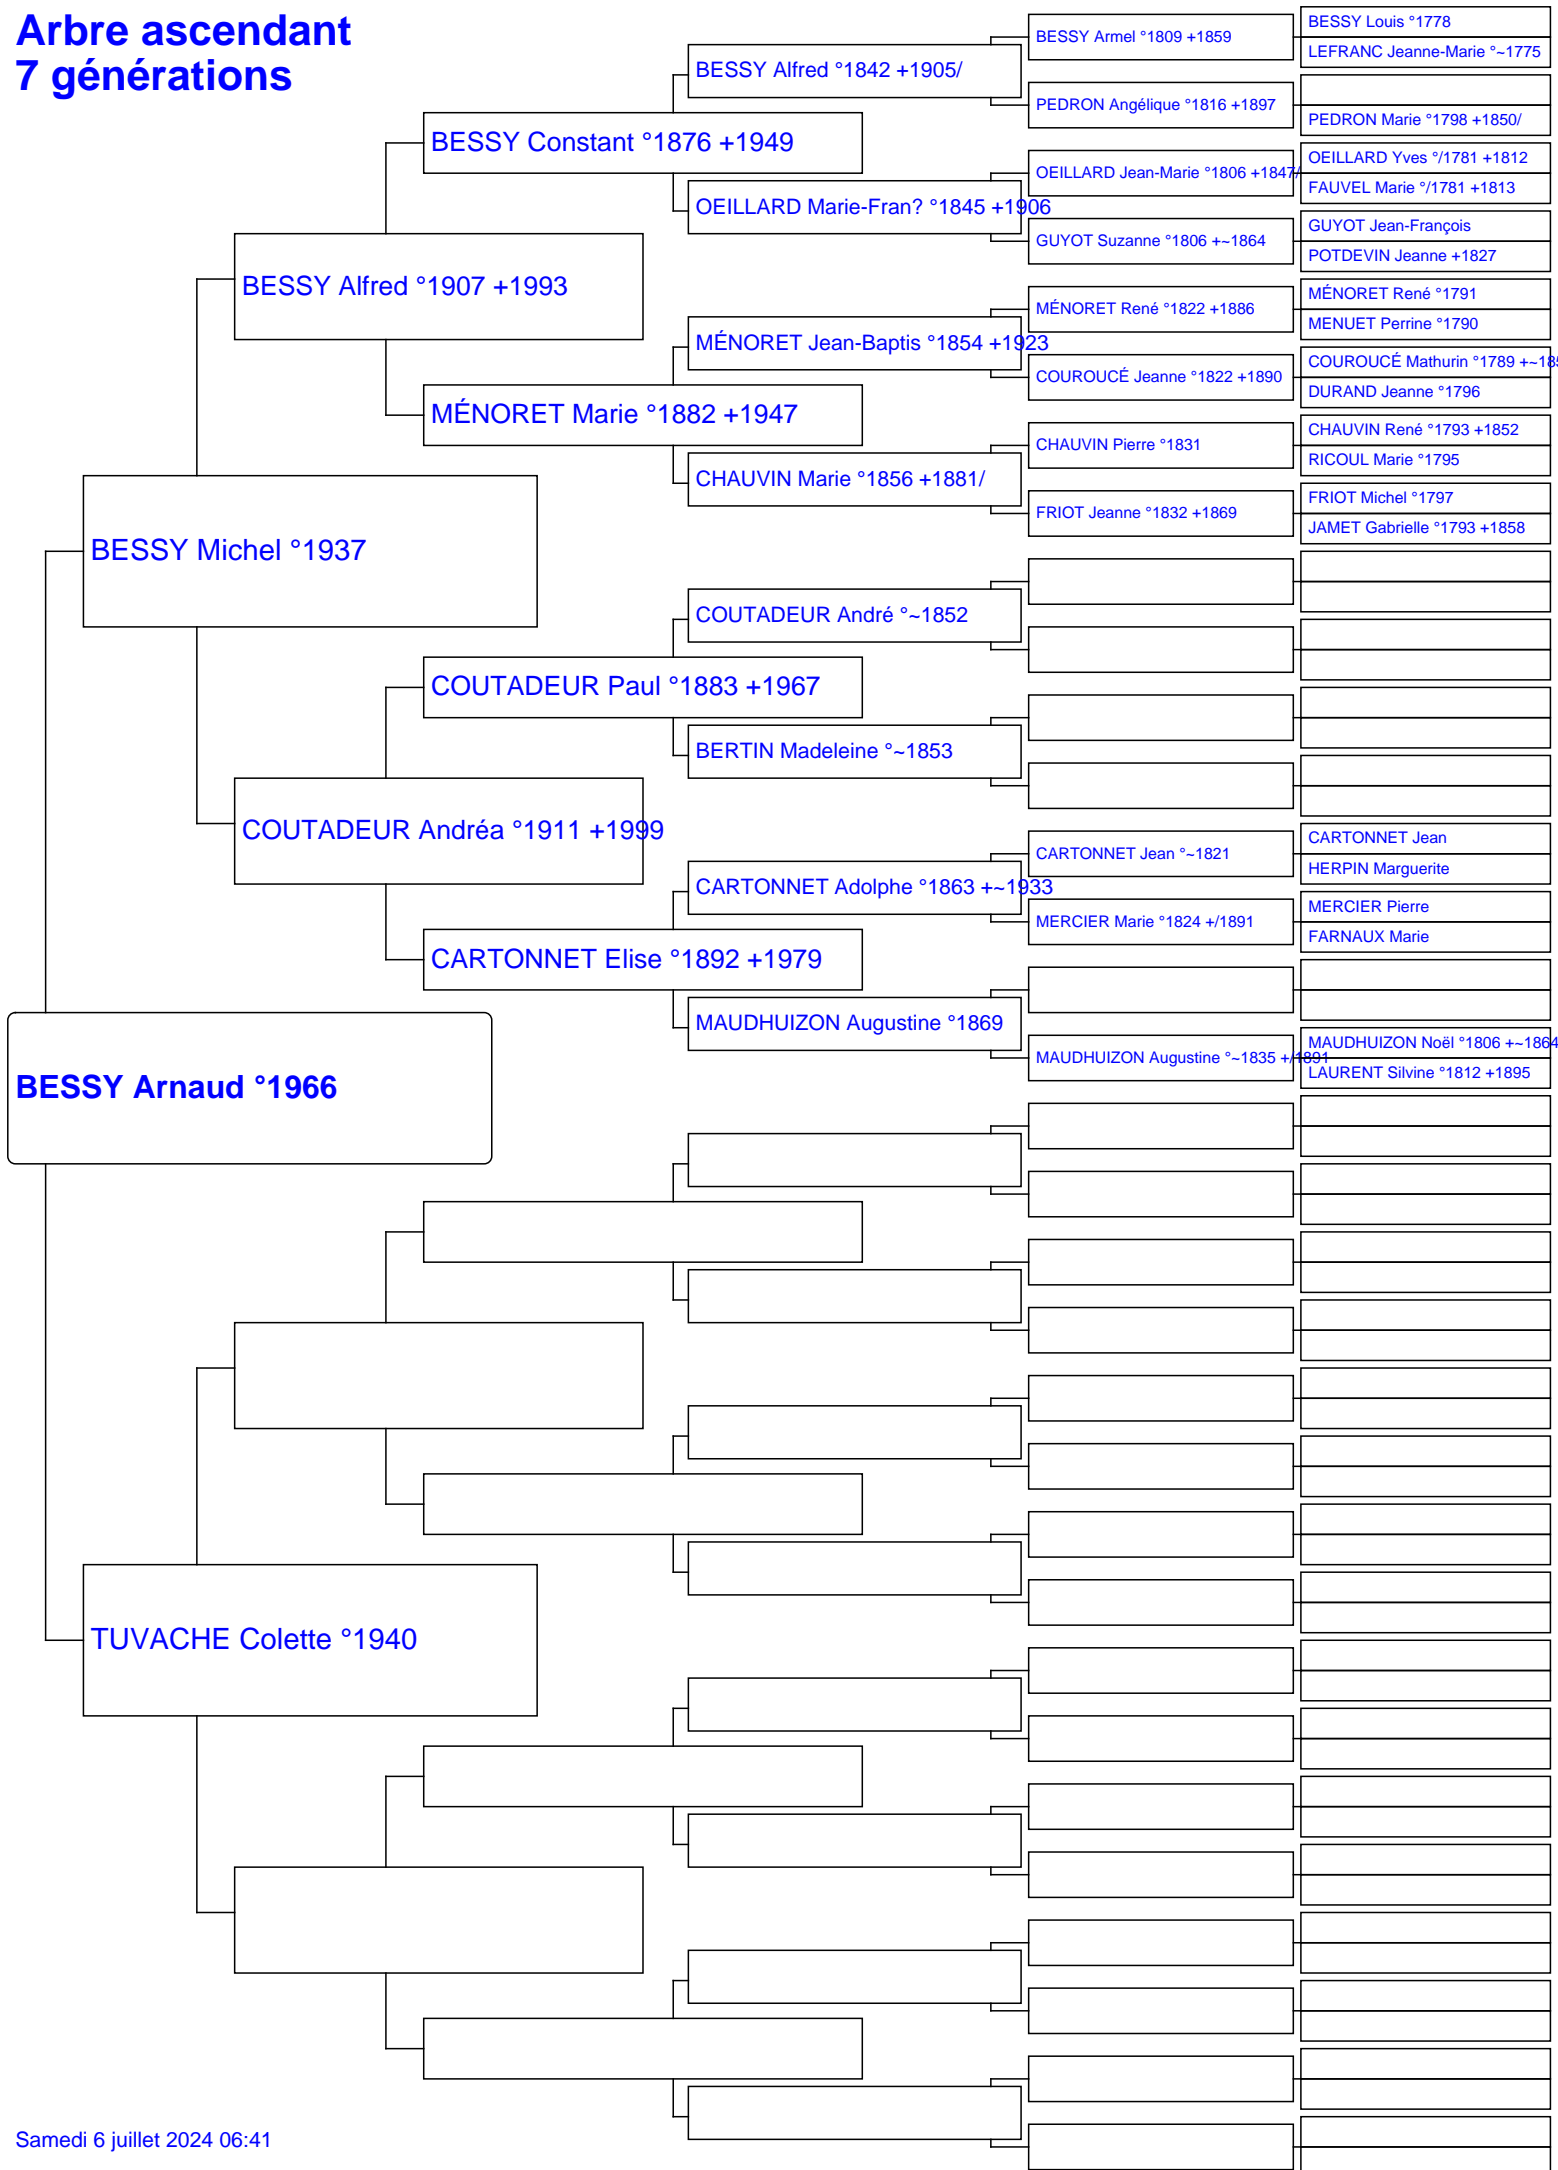 Arbre ascendant
7 générations
BESSY Arnaud °1966
BESSY Michel °1937
TUVACHE Colette °1940
BESSY Alfred °1907 +1993
COUTADEUR Andréa °1911 +1999
BESSY Constant °1876 +1949
MÉNORET Marie °1882 +1947
COUTADEUR Paul °1883 +1967
CARTONNET Elise °1892 +1979
BESSY Alfred °1842 +1905/
OEILLARD Marie-Fran? °1845 +1906
MÉNORET Jean-Baptis °1854 +1923
CHAUVIN Marie °1856 +1881/
COUTADEUR André °~1852
BERTIN Madeleine °~1853
CARTONNET Adolphe °1863 +~1933
MAUDHUIZON Augustine °1869
BESSY Armel °1809 +1859
PEDRON Angélique °1816 +1897
OEILLARD Jean-Marie °1806 +1847/
GUYOT Suzanne °1806 +~1864
MÉNORET René °1822 +1886
COUROUCÉ Jeanne °1822 +1890
CHAUVIN Pierre °1831
FRIOT Jeanne °1832 +1869
CARTONNET Jean °~1821
MERCIER Marie °1824 +/1891
MAUDHUIZON Augustine °~1835 +/1891
BESSY Louis °1778
LEFRANC Jeanne-Marie °~1775
PEDRON Marie °1798 +1850/
OEILLARD Yves °/1781 +1812
FAUVEL Marie °/1781 +1813
GUYOT Jean-François
POTDEVIN Jeanne +1827
MÉNORET René °1791
MENUET Perrine °1790
COUROUCÉ Mathurin °1789
DURAND Jeanne °1796
CHAUVIN René °1793 +1852
RICOUL Marie °1795
FRIOT Michel °1797
JAMET Gabrielle °1793 +1858
CARTONNET Jean
HERPIN Marguerite
MERCIER Pierre
FARNAUX Marie
MAUDHUIZON Noël °1806 +~1864
LAURENT Silvine °1812 +1895
Samedi 6 juillet 2024 06:41